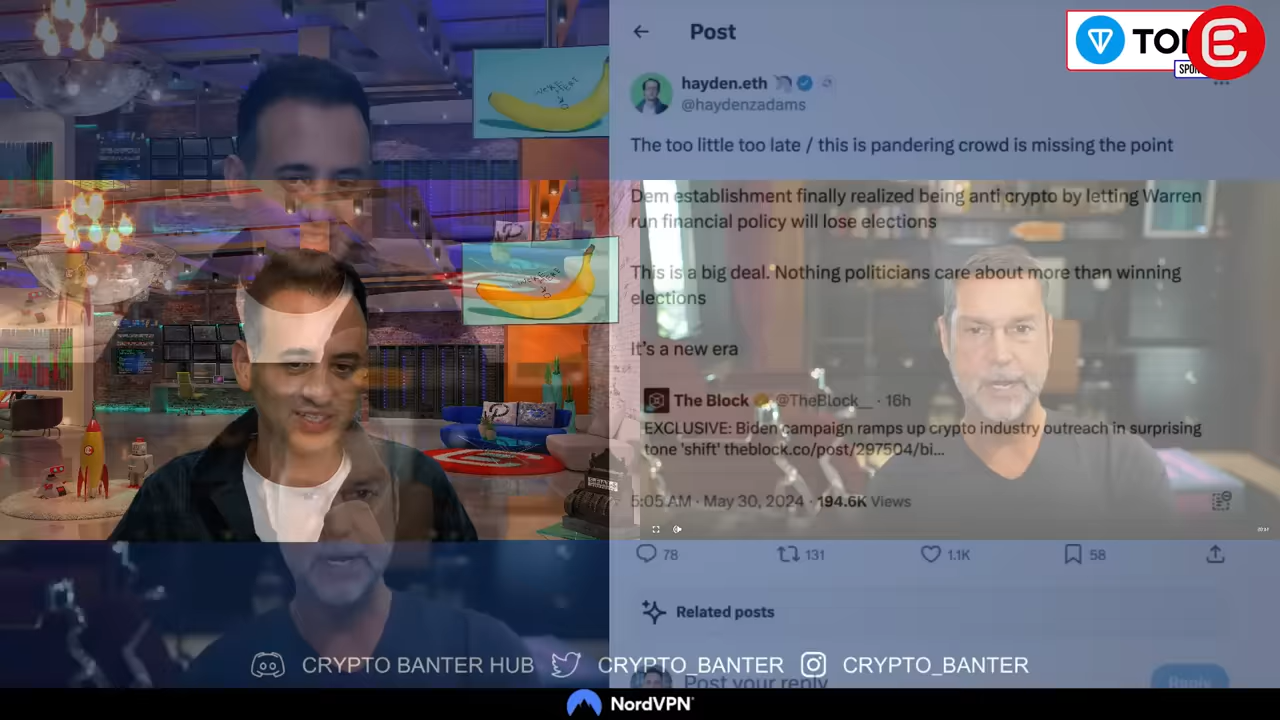 Post
hayden.eth
@haydenzadams
The too little too late / this is pandering crowd is missing the point
Dem establishment finally realized being anti crypto by letting Warren
run financial policy will lose elections
This is a big deal. Nothing politicians care about more than winning
elections
It's a new era
The Block @TheBlock__ · 16h
EXCLUSIVE: Biden campaign ramps up crypto industry outreach in surprising
tone 'shift' theblock.co/post/297504/bi...
5:05 AM · May 30, 2024 · 194.6K Views
78 131 1.1K 58
Related posts
Post your reply
Reply
CRYPTO BANTER HUB CRYPTO_BANTER CRYPTO_BANTER
NordVPN